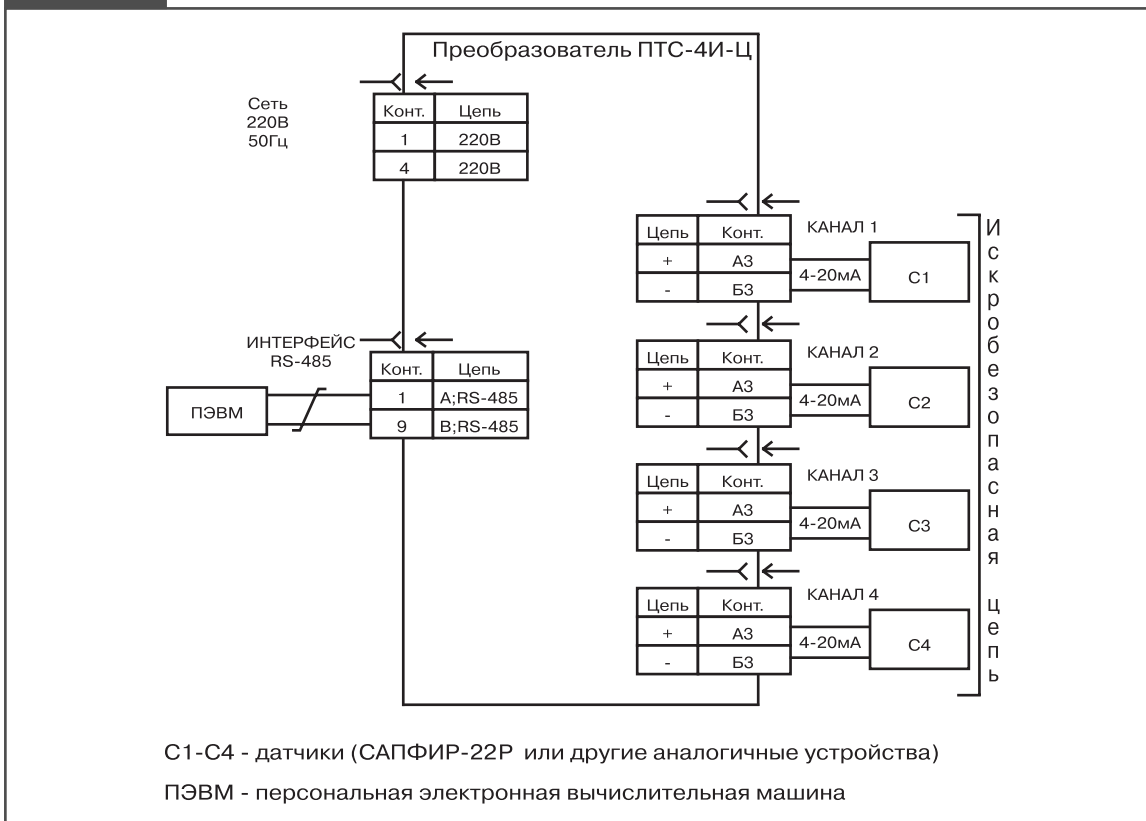 Преобразователь ПТС-4И-Ц
Сеть
220В
50Гц
Конт. Цепь
1 220В
4 220В
ИНТЕРФЕЙС
RS-485
Конт. Цепь
1 A;RS-485
9 B;RS-485
ПЭВМ
КАНАЛ 1
Цепь Конт.
+ А3
- Б3
4-20мА
С1
КАНАЛ 2
Цепь Конт.
+ А3
- Б3
4-20мА
С2
КАНАЛ 3
Цепь Конт.
+ А3
- Б3
4-20мА
С3
КАНАЛ 4
Цепь Конт.
+ А3
- Б3
4-20мА
С4
Искробезопасная цепь
С1-С4 - датчики (САПФИР-22Р или другие аналогичные устройства)
ПЭВМ - персональная электронная вычислительная машина